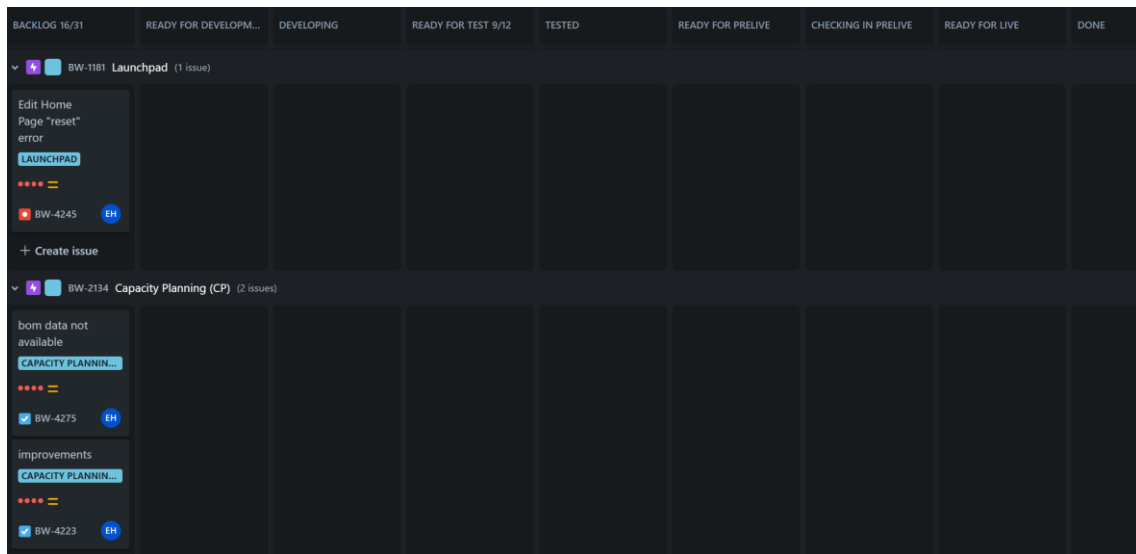 BACKLOG 16/31 READY FOR DEVELOPM... DEVELOPING READY FOR TEST 9/12 TESTED READY FOR PRELIVE CHECKING IN PRELIVE READY FOR LIVE DONE
BW-1181 Launchpad (1 issue)
Edit Home
Page "reset"
error
LAUNCHPAD
BW-4245 EH
+ Create issue
BW-2134 Capacity Planning (CP) (2 issues)
bom data not
available
CAPACITY PLANNIN...
BW-4275 EH
improvements
CAPACITY PLANNIN...
BW-4223 EH